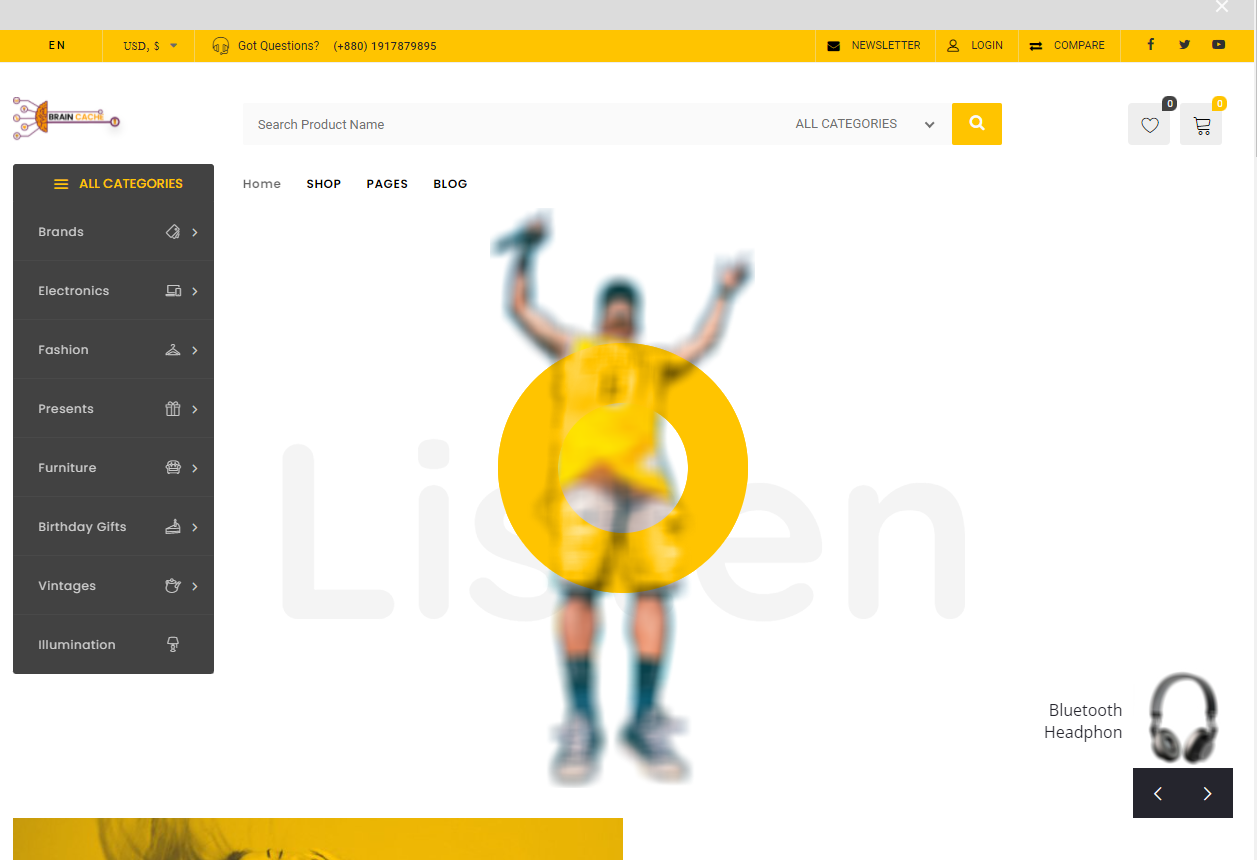 EN
USD, $
Got Questions? (+880) 1917879895
NEWSLETTER
LOGIN
COMPARE
BRAIN CACHE
Search Product Name
ALL CATEGORIES
0
0
ALL CATEGORIES
Home
SHOP
PAGES
BLOG
Brands
Electronics
Fashion
Presents
Furniture
Birthday Gifts
Vintages
Illumination
Listen
Bluetooth
Headphon